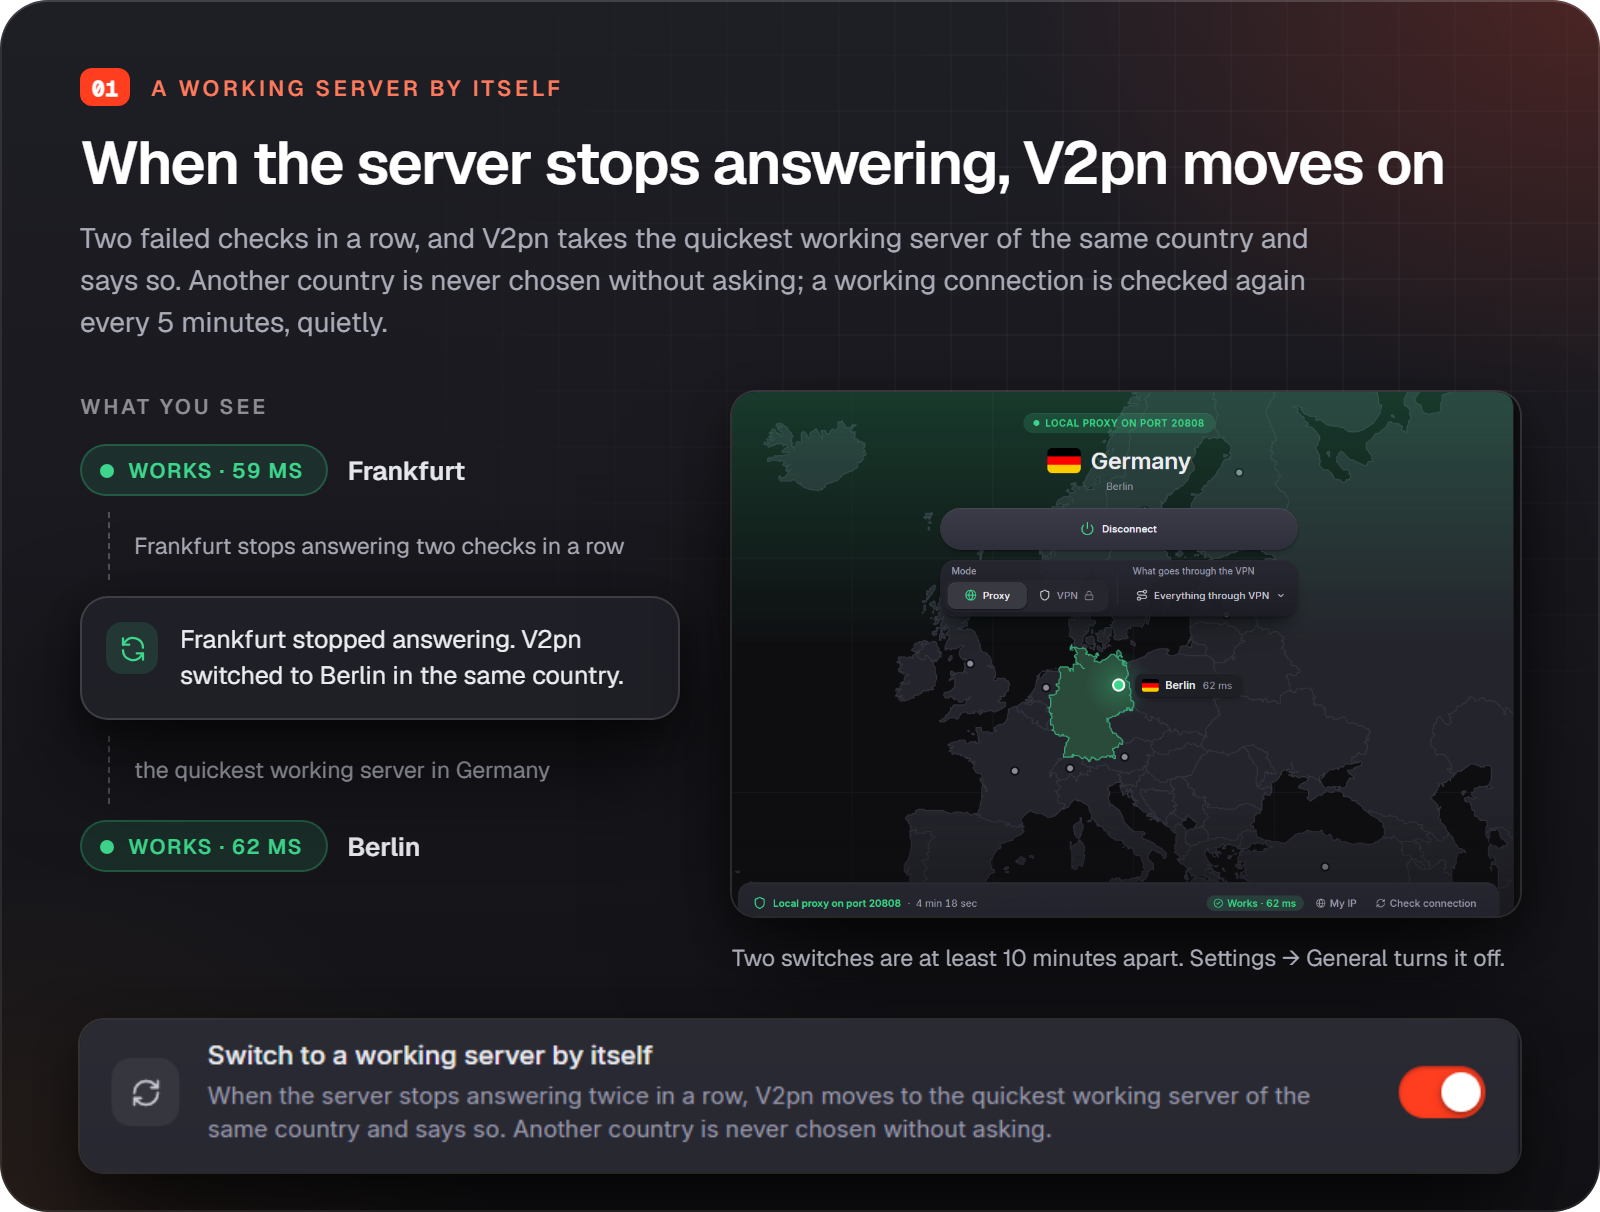 01 A WORKING SERVER BY ITSELF
When the server stops answering, V2pn moves on
Two failed checks in a row, and V2pn takes the quickest working server of the same country and
says so. Another country is never chosen without asking; a working connection is checked again
every 5 minutes, quietly.
WHAT YOU SEE
WORKS · 59 MS Frankfurt
Frankfurt stops answering two checks in a row
Frankfurt stopped answering. V2pn
switched to Berlin in the same country.
the quickest working server in Germany
WORKS · 62 MS Berlin
LOCAL PROXY ON PORT 20808
Germany
Berlin
Disconnect
Mode What goes through the VPN
Proxy VPN Everything through VPN
Berlin 62 ms
Local proxy on port 20808 · 4 min 18 sec Works · 62 ms My IP Check connection
Two switches are at least 10 minutes apart. Settings → General turns it off.
Switch to a working server by itself
When the server stops answering twice in a row, V2pn moves to the quickest working server of the
same country and says so. Another country is never chosen without asking.